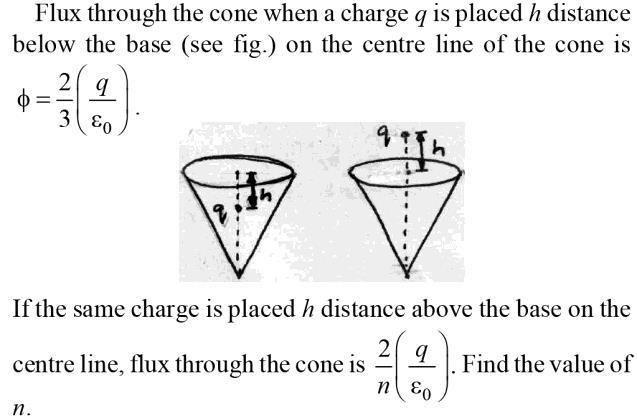 Flux through the cone when a charge q is placed h distance
below the base (see fig.) on the centre line of the cone is
ϕ = 2/3 (q/ε₀).
q h
q h
If the same charge is placed h distance above the base on the
centre line, flux through the cone is 2/n (q/ε₀). Find the value of
n.